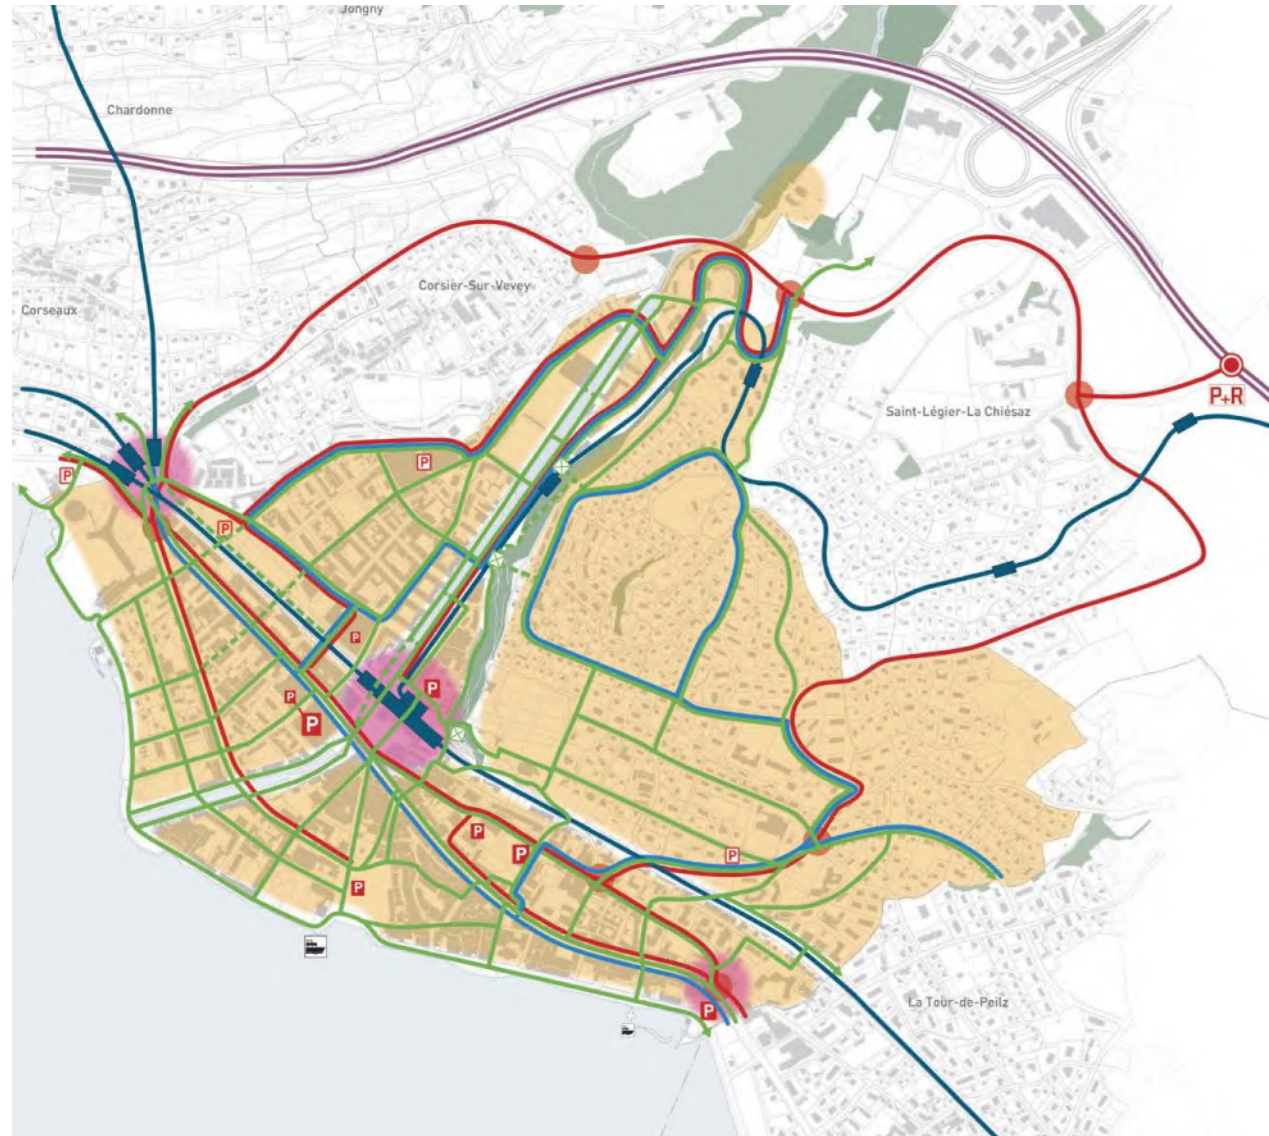 Jongny
Chardonne
Corsier-Sur-Vevey
Corseaux
P+R
Saint-Légier-La Chiésaz
P
P
P
P
P
P
P
P
P
P
P
La Tour-de-Peilz
P